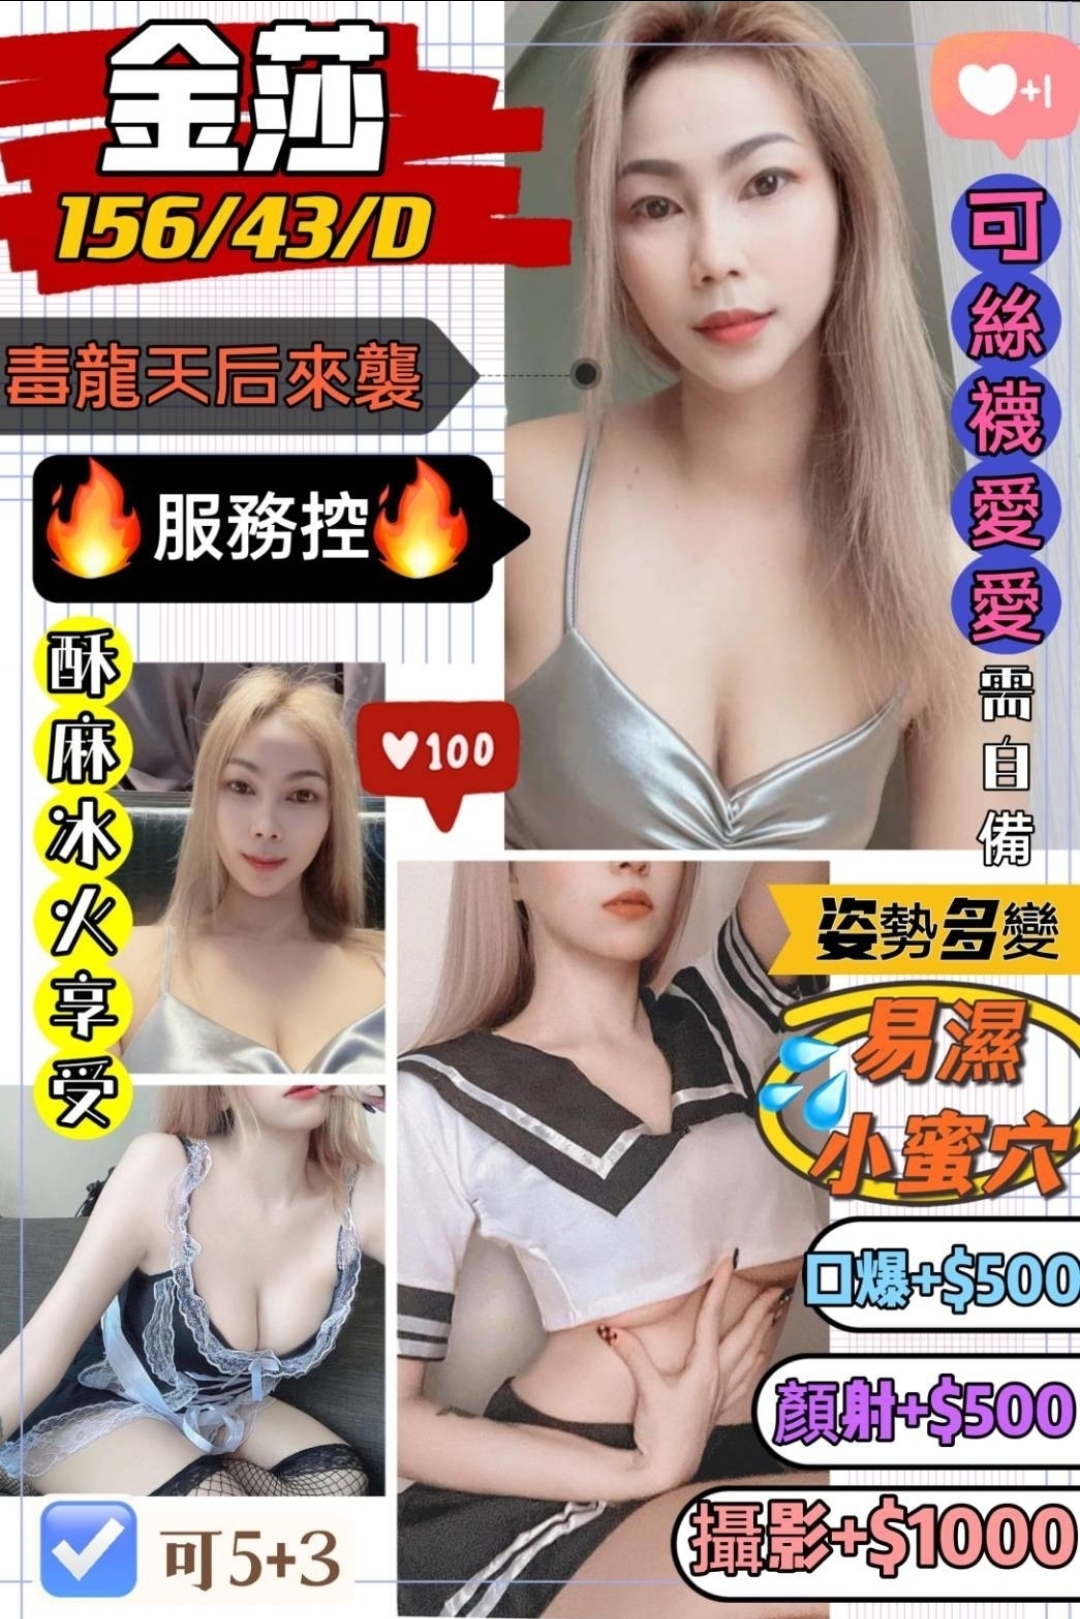 金莎
156/43/D
毒龍天后來襲
服務控
酥麻冰火享受
+1
可絲襪愛愛
需自備
100
姿勢多變
易濕
小蜜穴
口爆+$500
顏射+$500
攝影+$1000
可5+3